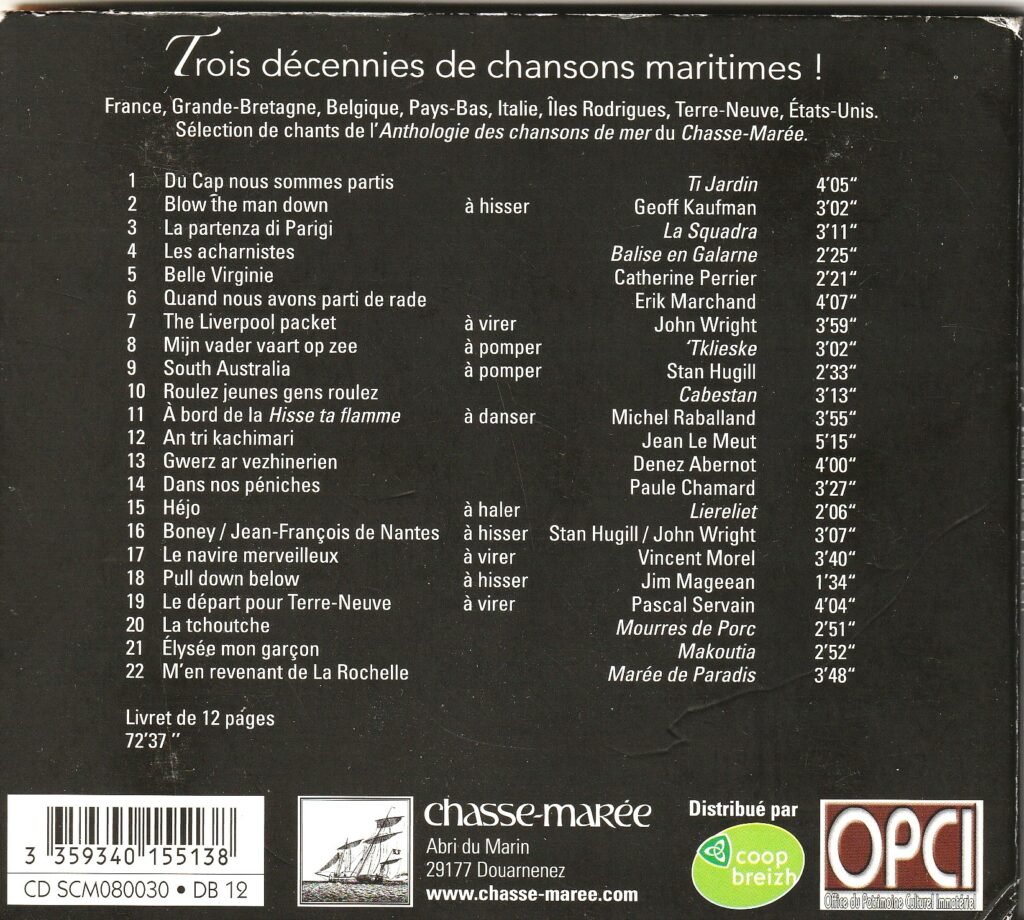 Trois décennies de chansons maritimes !
France, Grande-Bretagne, Belgique, Pays-Bas, Italie, Îles Rodrigues, Terre-Neuve, États-Unis.
Sélection de chants de l'Anthologie des chansons de mer du Chasse-Marée.
1 Du Cap nous sommes partis Ti Jardin 4'05"
2 Blow the man down à hisser Geoff Kaufman 3'02"
3 La partenza di Parigi La Squadra 3'11"
4 Les acharnistes Balise en Galarne 2'25"
5 Belle Virginie Catherine Perrier 2'21"
6 Quand nous avons parti de rade Erik Marchand 4'07"
7 The Liverpool packet à virer John Wright 3'59"
8 Mijn vader vaart op zee à pomper 'Tklieske 3'02"
9 South Australia à pomper Stan Hugill 2'33"
10 Roulez jeunes gens roulez Cabestan 3'13"
11 À bord de la Hisse ta flamme à danser Michel Raballand 3'55"
12 An tri kachimari Jean Le Meut 5'15"
13 Gwerz ar vezhinerien Denez Abernot 4'00"
14 Dans nos péniches Paule Chamard 3'27"
15 Héjo à haler Liereliet 2'06"
16 Boney / Jean-François de Nantes à hisser Stan Hugill / John Wright 3'07"
17 Le navire merveilleux à virer Vincent Morel 3'40"
18 Pull down below à hisser Jim Mageean 1'34"
19 Le départ pour Terre-Neuve à virer Pascal Servain 4'04"
20 La tchoutche Mourres de Porc 2'51"
21 Élysée mon garçon Makoutia 2'52"
22 M'en revenant de La Rochelle Marée de Paradis 3'48"
Livret de 12 pages
72'37 "
3 359340 155138
CD SCM080030 • DB 12
chasse-marée
Abri du Marin
29177 Douarnenez
www.chasse-maree.com
Distribué par
coop
breizh
OPCI
Office du Patrimoine Culturel Immatériel